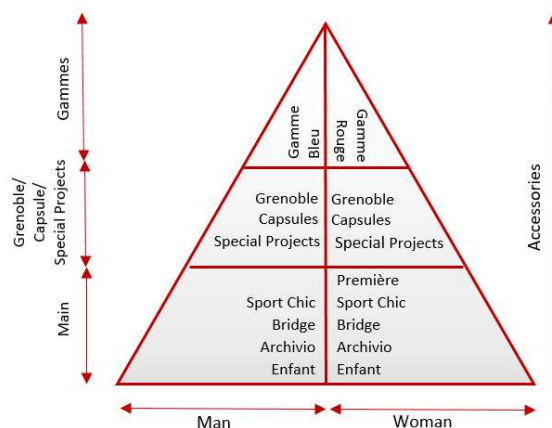 Gammes
Grenoble/
Capsule/
Special Projects
Main
Gamme
Bleu
Gamme
Rouge
Grenoble
Capsules
Special Projects
Grenoble
Capsules
Special Projects
Sport Chic
Bridge
Archivio
Enfant
Première
Sport Chic
Bridge
Archivio
Enfant
Accessories
Man
Woman